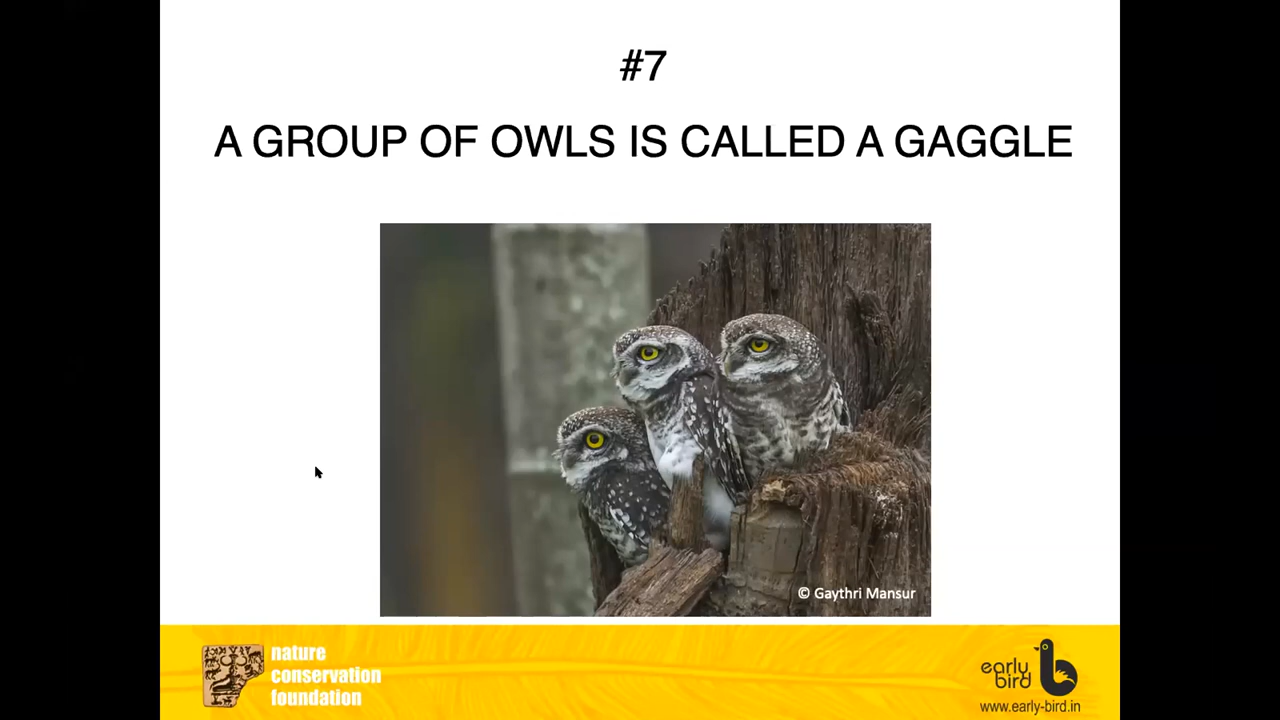 #7
A GROUP OF OWLS IS CALLED A GAGGLE
© Gaythri Mansur
nature
conservation
foundation
early
bird
www.early-bird.in